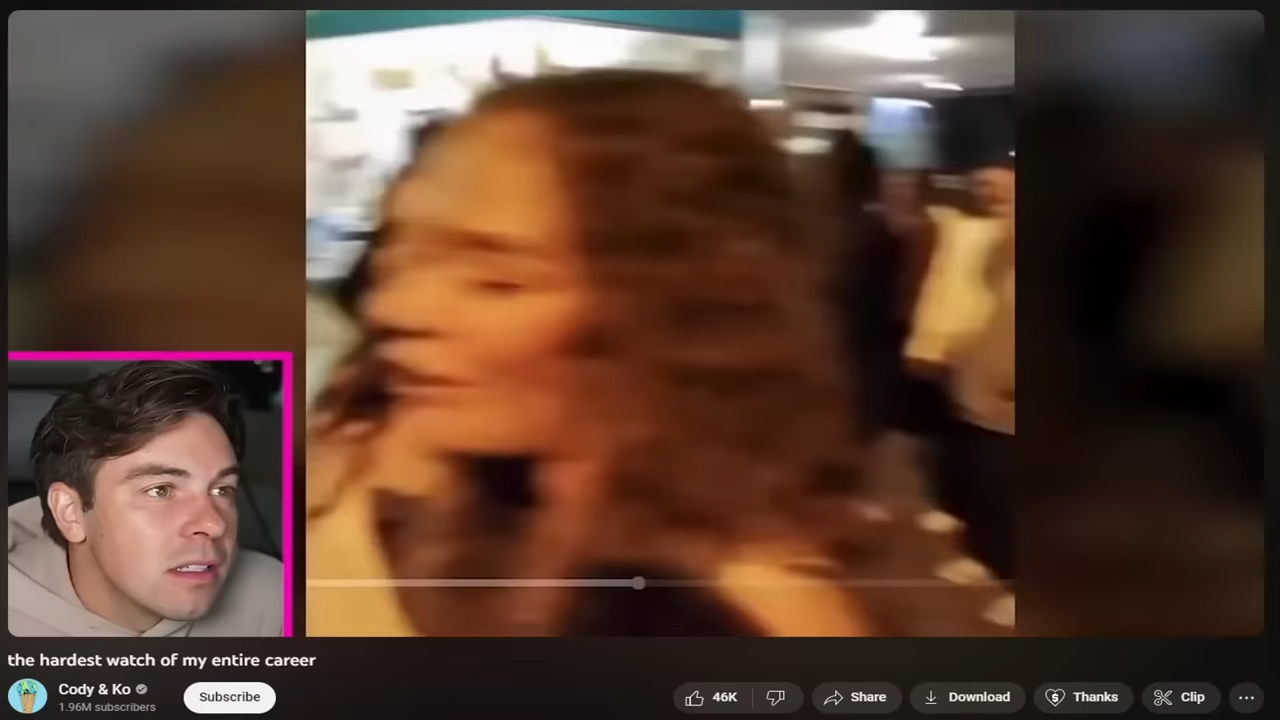 the hardest watch of my entire career
Cody & Ko
1.96M subscribers
Subscribe
46K
Share
Download
Thanks
Clip